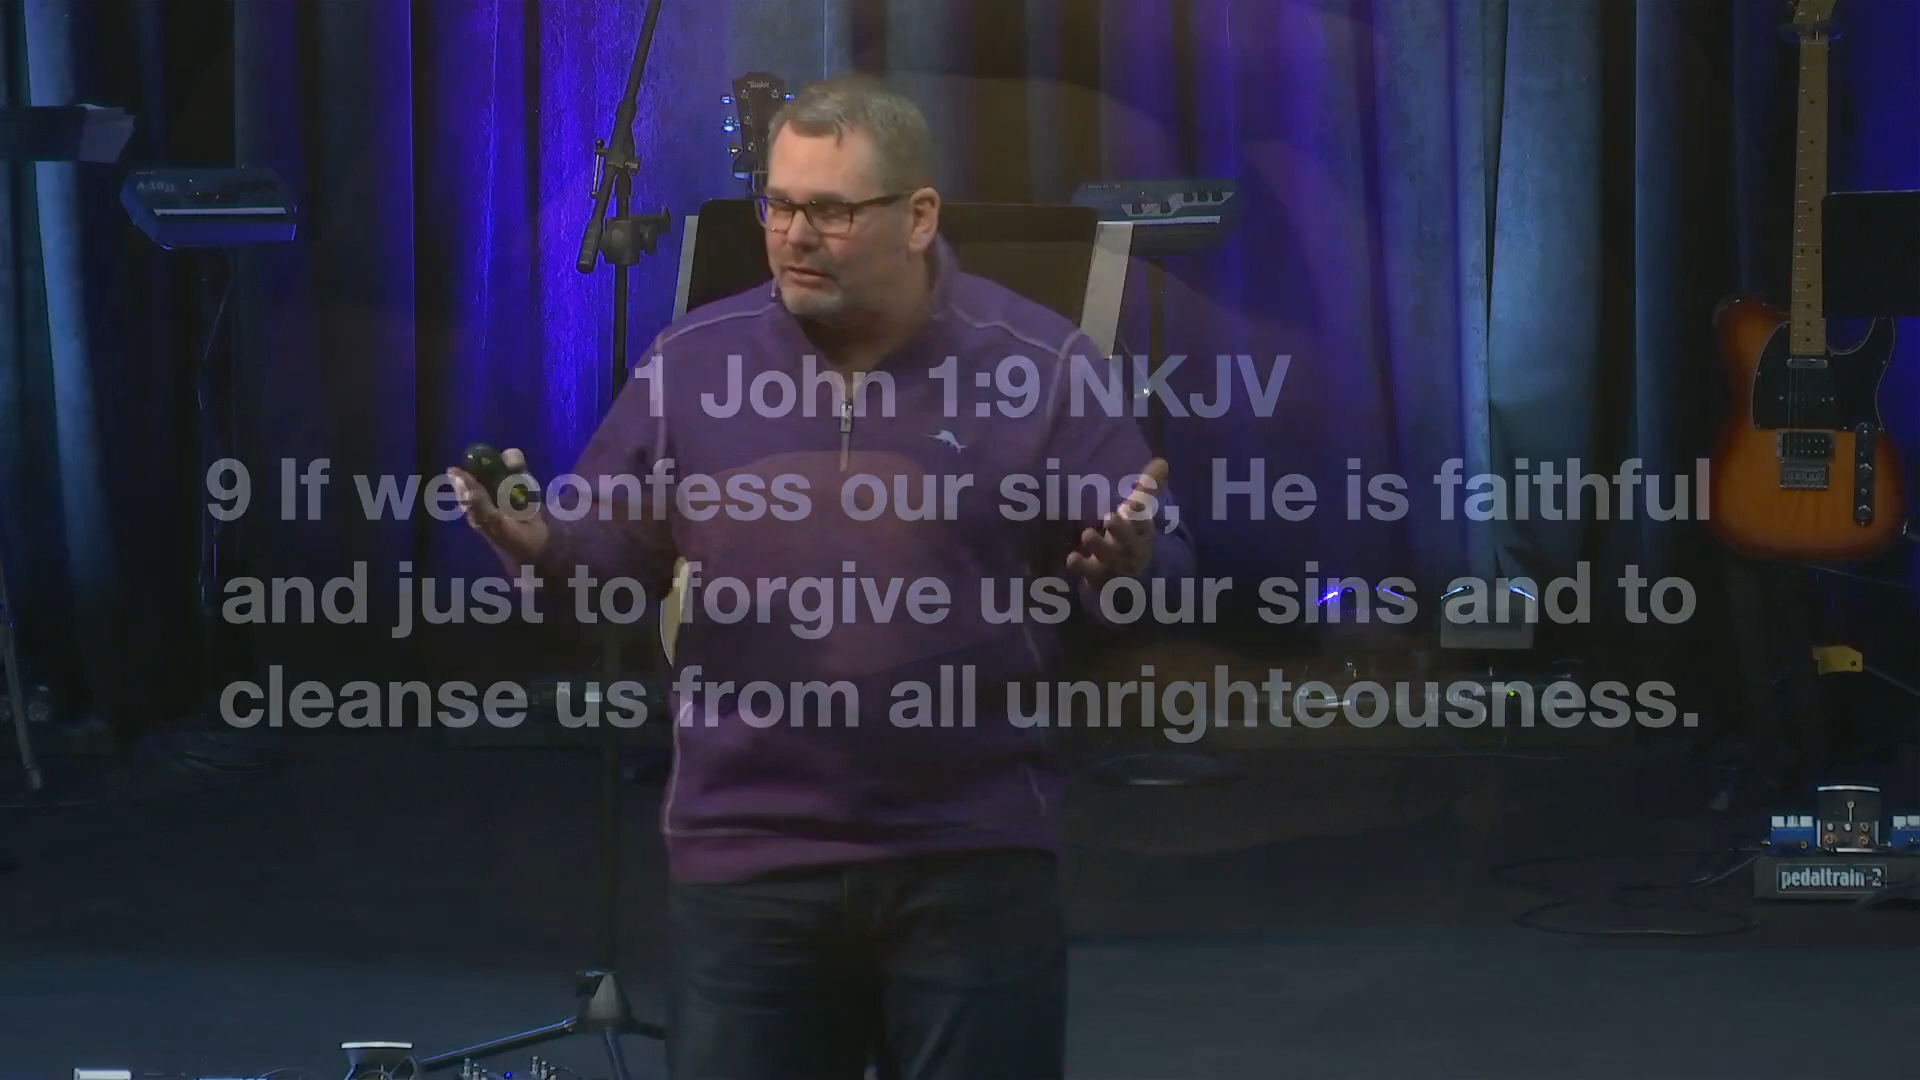 1 John 1:9 NKJV
9 If we confess our sins, He is faithful
and just to forgive us our sins and to
cleanse us from all unrighteousness.
pedaltrain-2